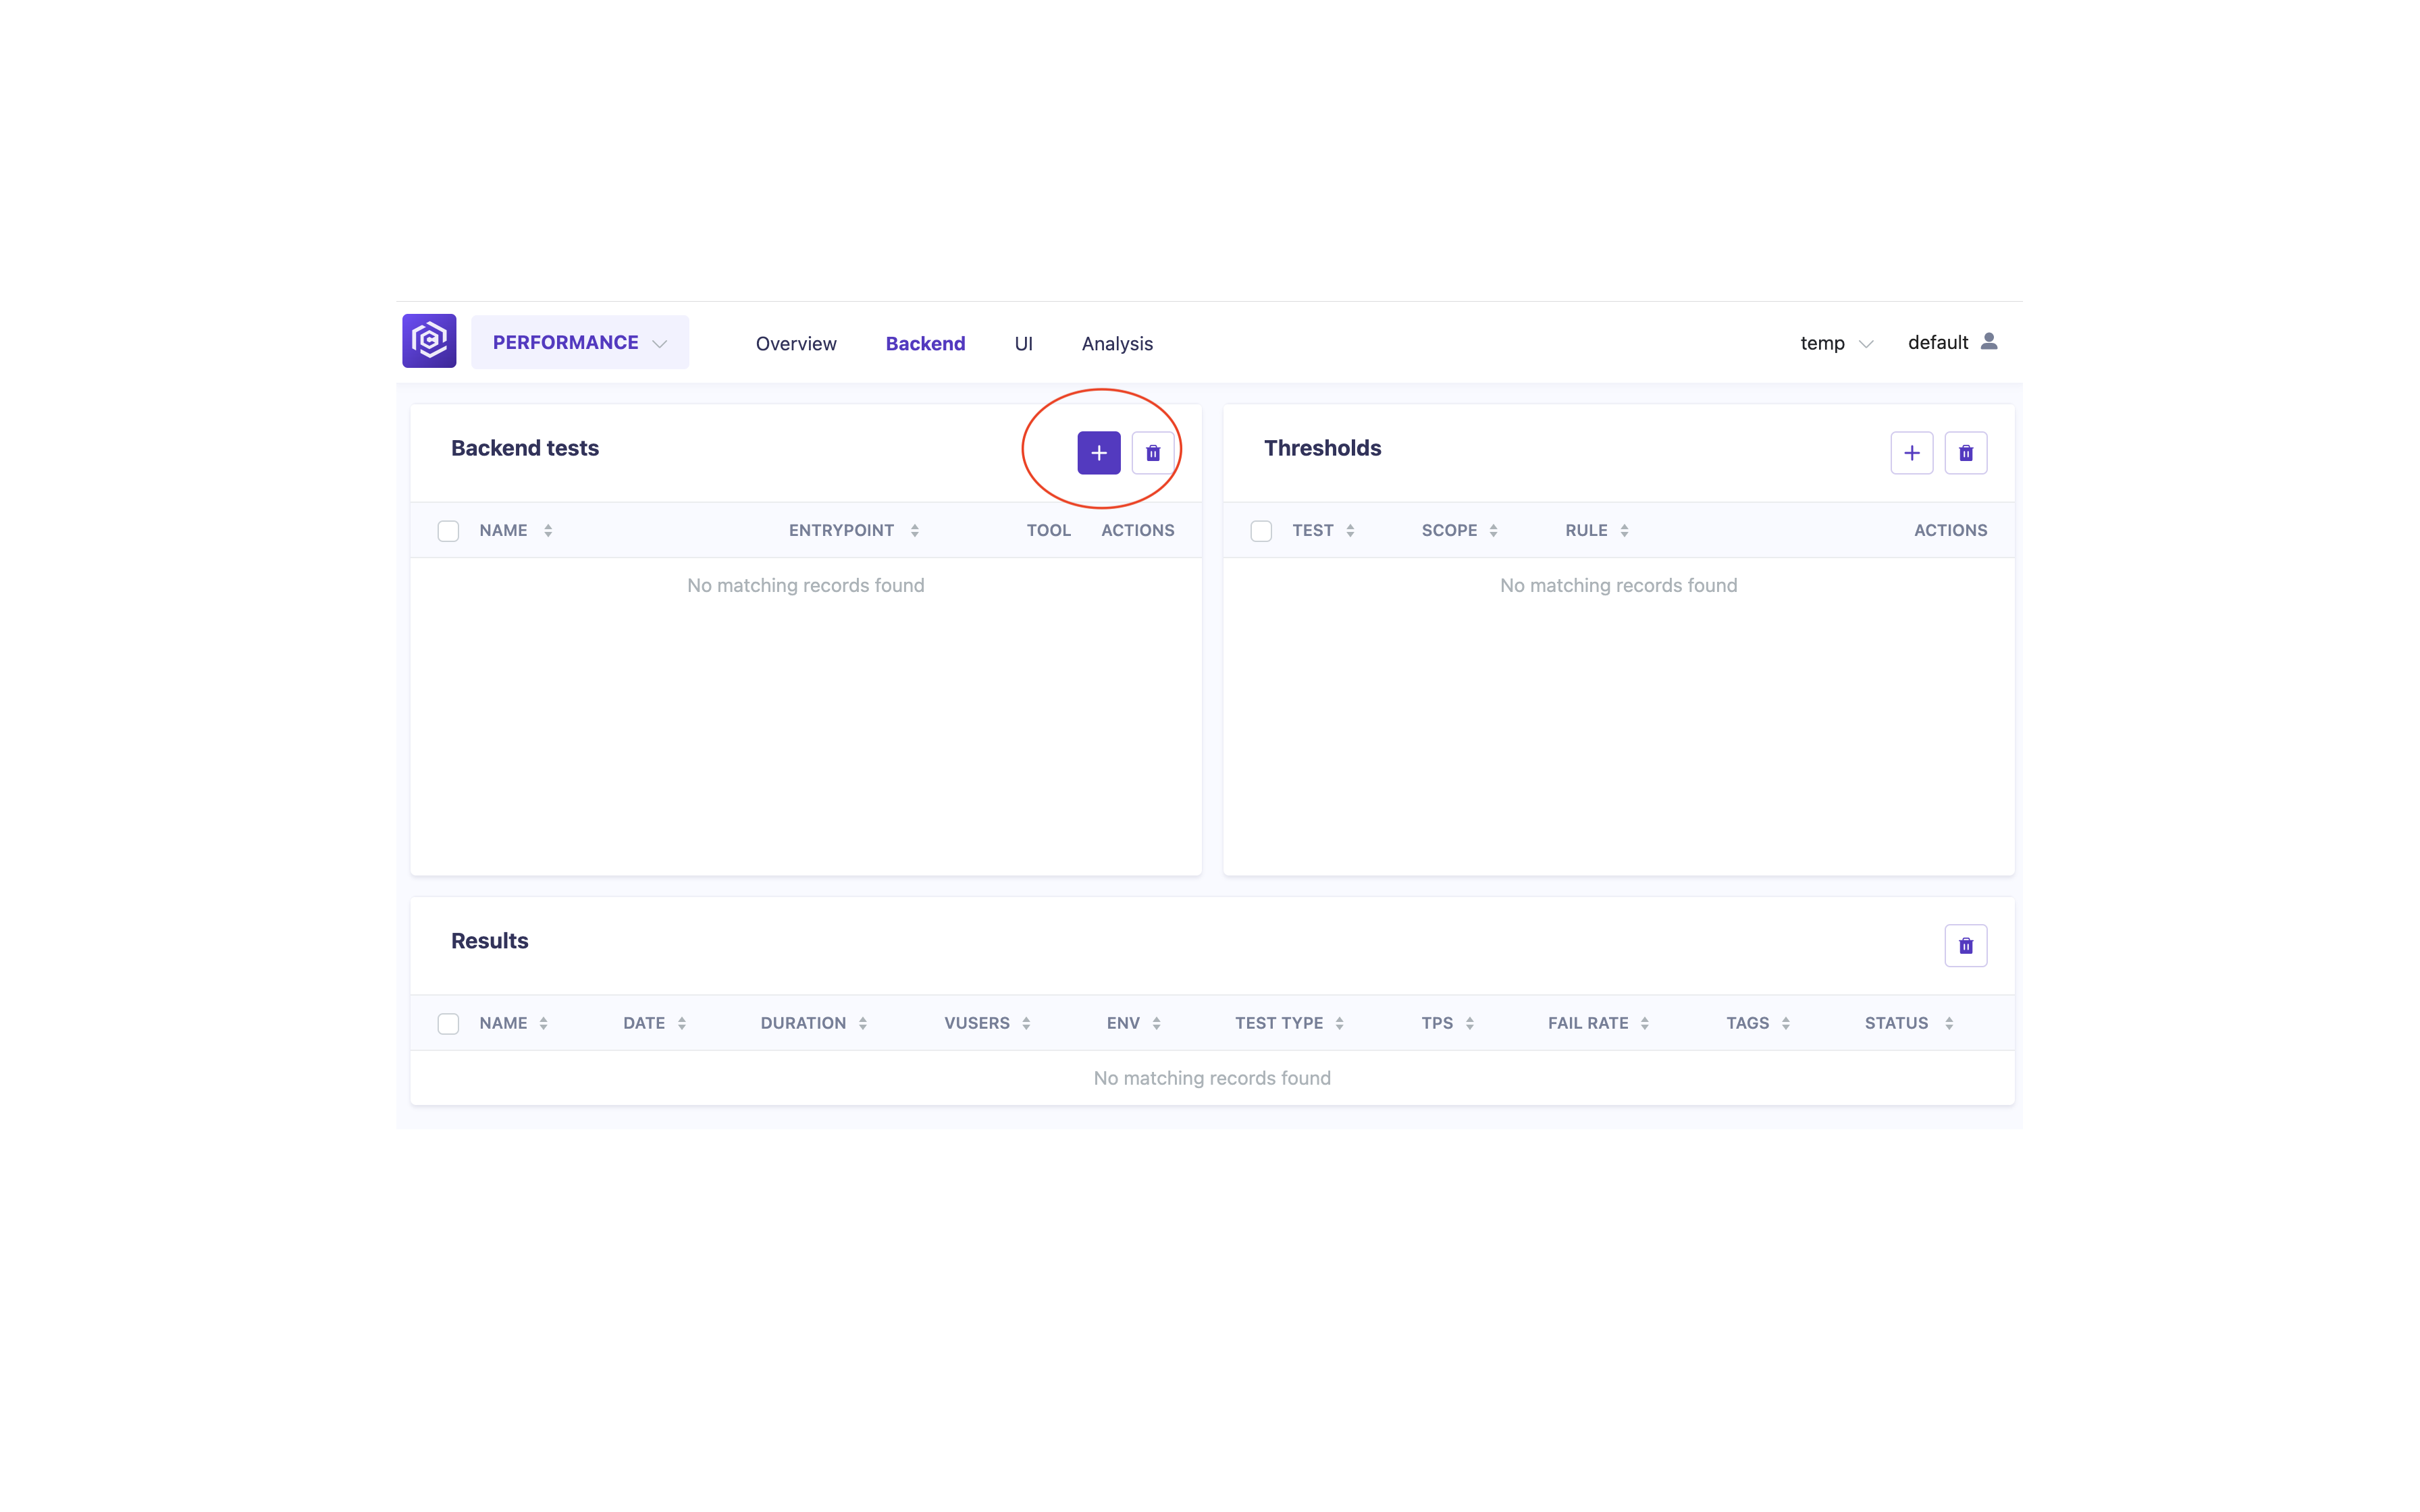 PERFORMANCE Overview Backend UI Analysis temp default
Backend tests
NAME ENTRYPOINT TOOL ACTIONS
No matching records found
Thresholds
TEST SCOPE RULE ACTIONS
No matching records found
Results
NAME DATE DURATION VUSERS ENV TEST TYPE TPS FAIL RATE TAGS STATUS
No matching records found